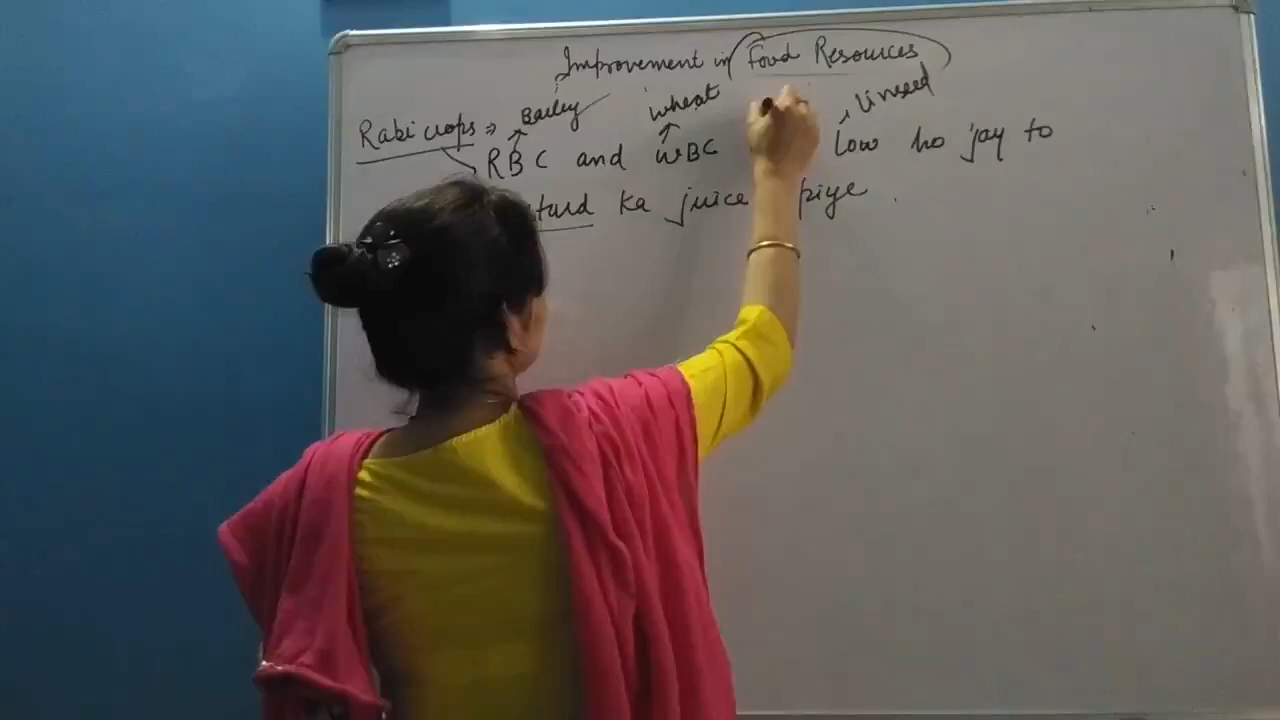 Improvement in Food Resources
Barley wheat linseed
Rabi crops ⇒ RBC and WBC low ho jay to
ka juice piye